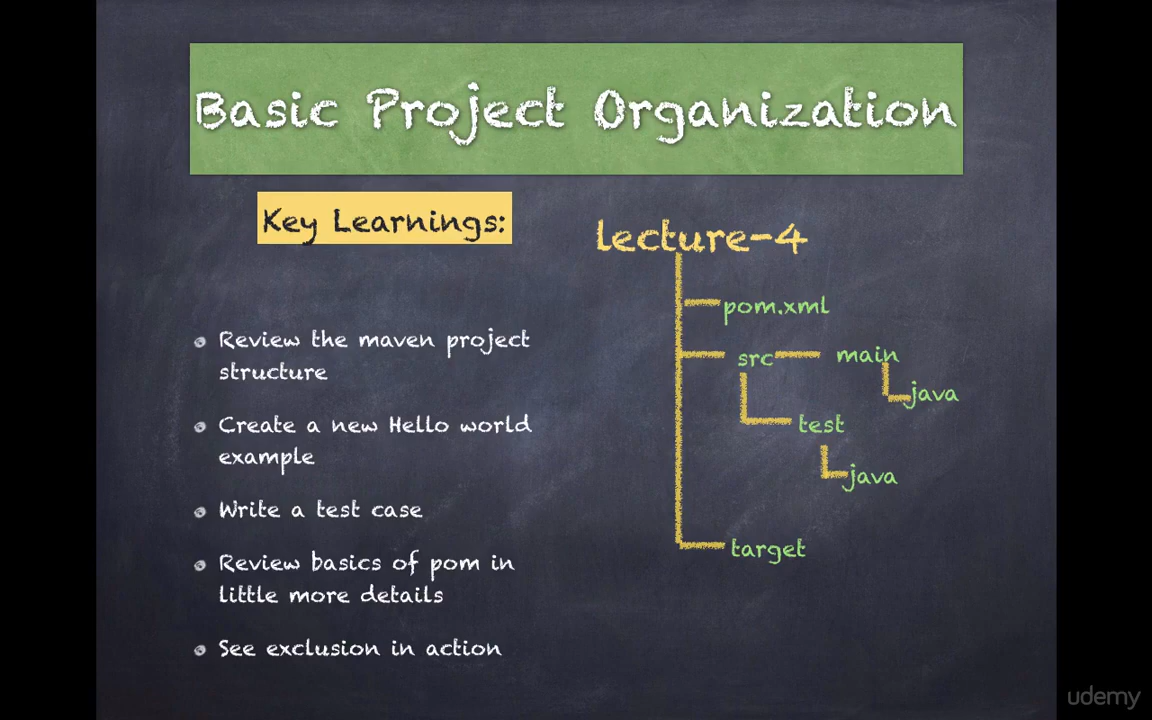 Basic Project Organization
Key Learnings:
Review the maven project
structure
Create a new Hello world
example
Write a test case
Review basics of pom in
little more details
See exclusion in action
lecture-4
pom.xml
src main
java
test
java
target
udemy